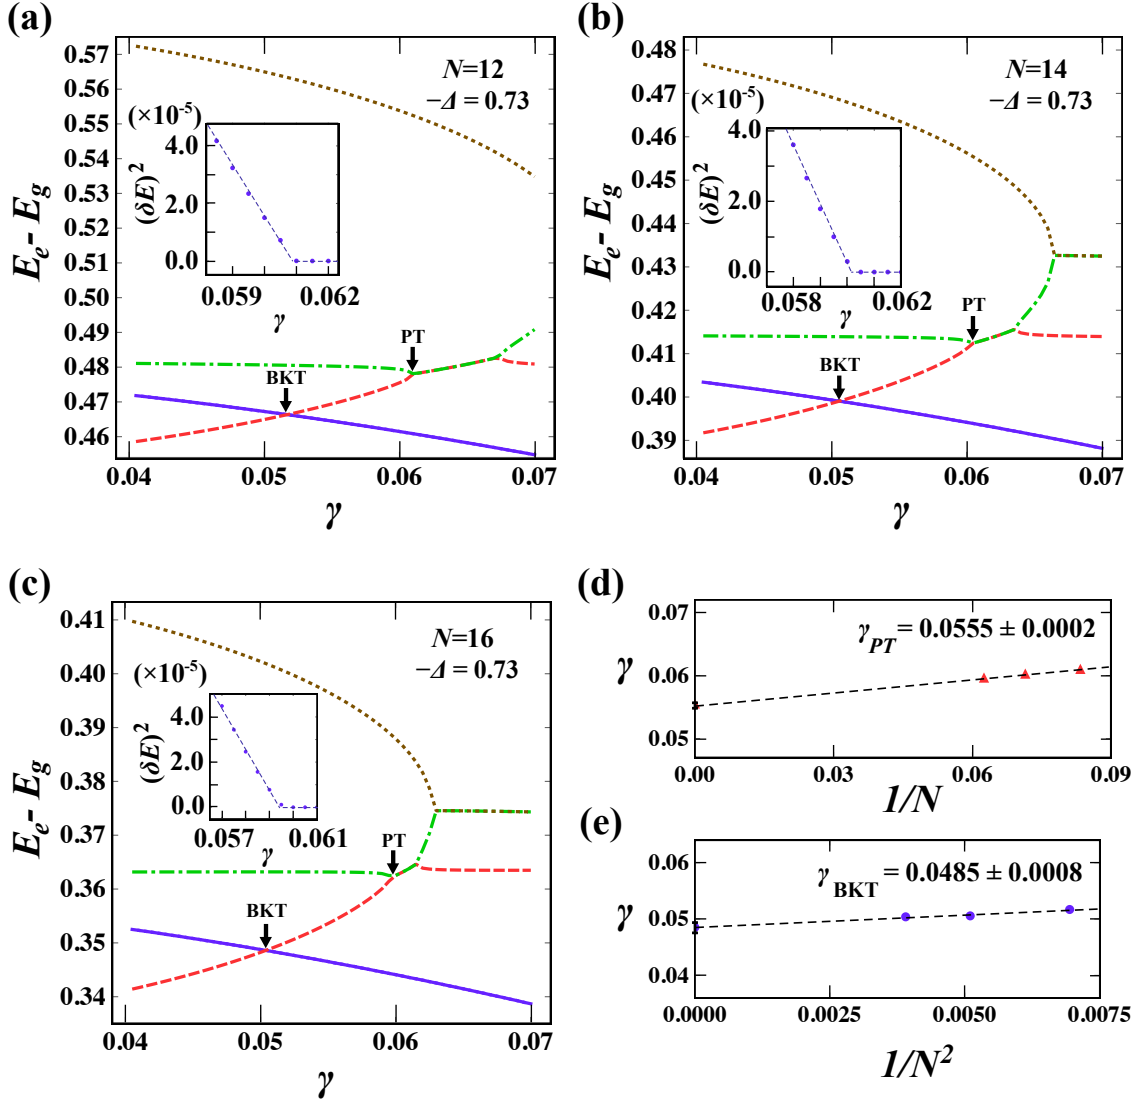 (a)
E_e - E_g
0.57
0.56
0.55
0.54
0.53
0.52
0.51
0.50
0.49
0.48
0.47
0.46
N=12
−Δ = 0.73
(×10⁻⁵)
(δE)²
4.0
2.0
0.0
0.059
0.062
γ
PT
BKT
0.04
0.05
0.06
0.07
γ
(b)
E_e - E_g
0.48
0.47
0.46
0.45
0.44
0.43
0.42
0.41
0.40
0.39
N=14
−Δ = 0.73
(×10⁻⁵)
(δE)²
4.0
2.0
0.0
0.058
0.062
γ
PT
BKT
0.04
0.05
0.06
0.07
γ
(c)
E_e - E_g
0.41
0.40
0.39
0.38
0.37
0.36
0.35
0.34
N=16
−Δ = 0.73
(×10⁻⁵)
(δE)²
4.0
2.0
0.0
0.057
0.061
γ
PT
BKT
0.04
0.05
0.06
0.07
γ
(d)
γ
0.07
0.06
0.05
γ_PT = 0.0555 ± 0.0002
0.00
0.03
0.06
0.09
1/N
(e)
γ
0.06
0.05
0.04
γ_BKT = 0.0485 ± 0.0008
0.0000
0.0025
0.0050
0.0075
1/N²